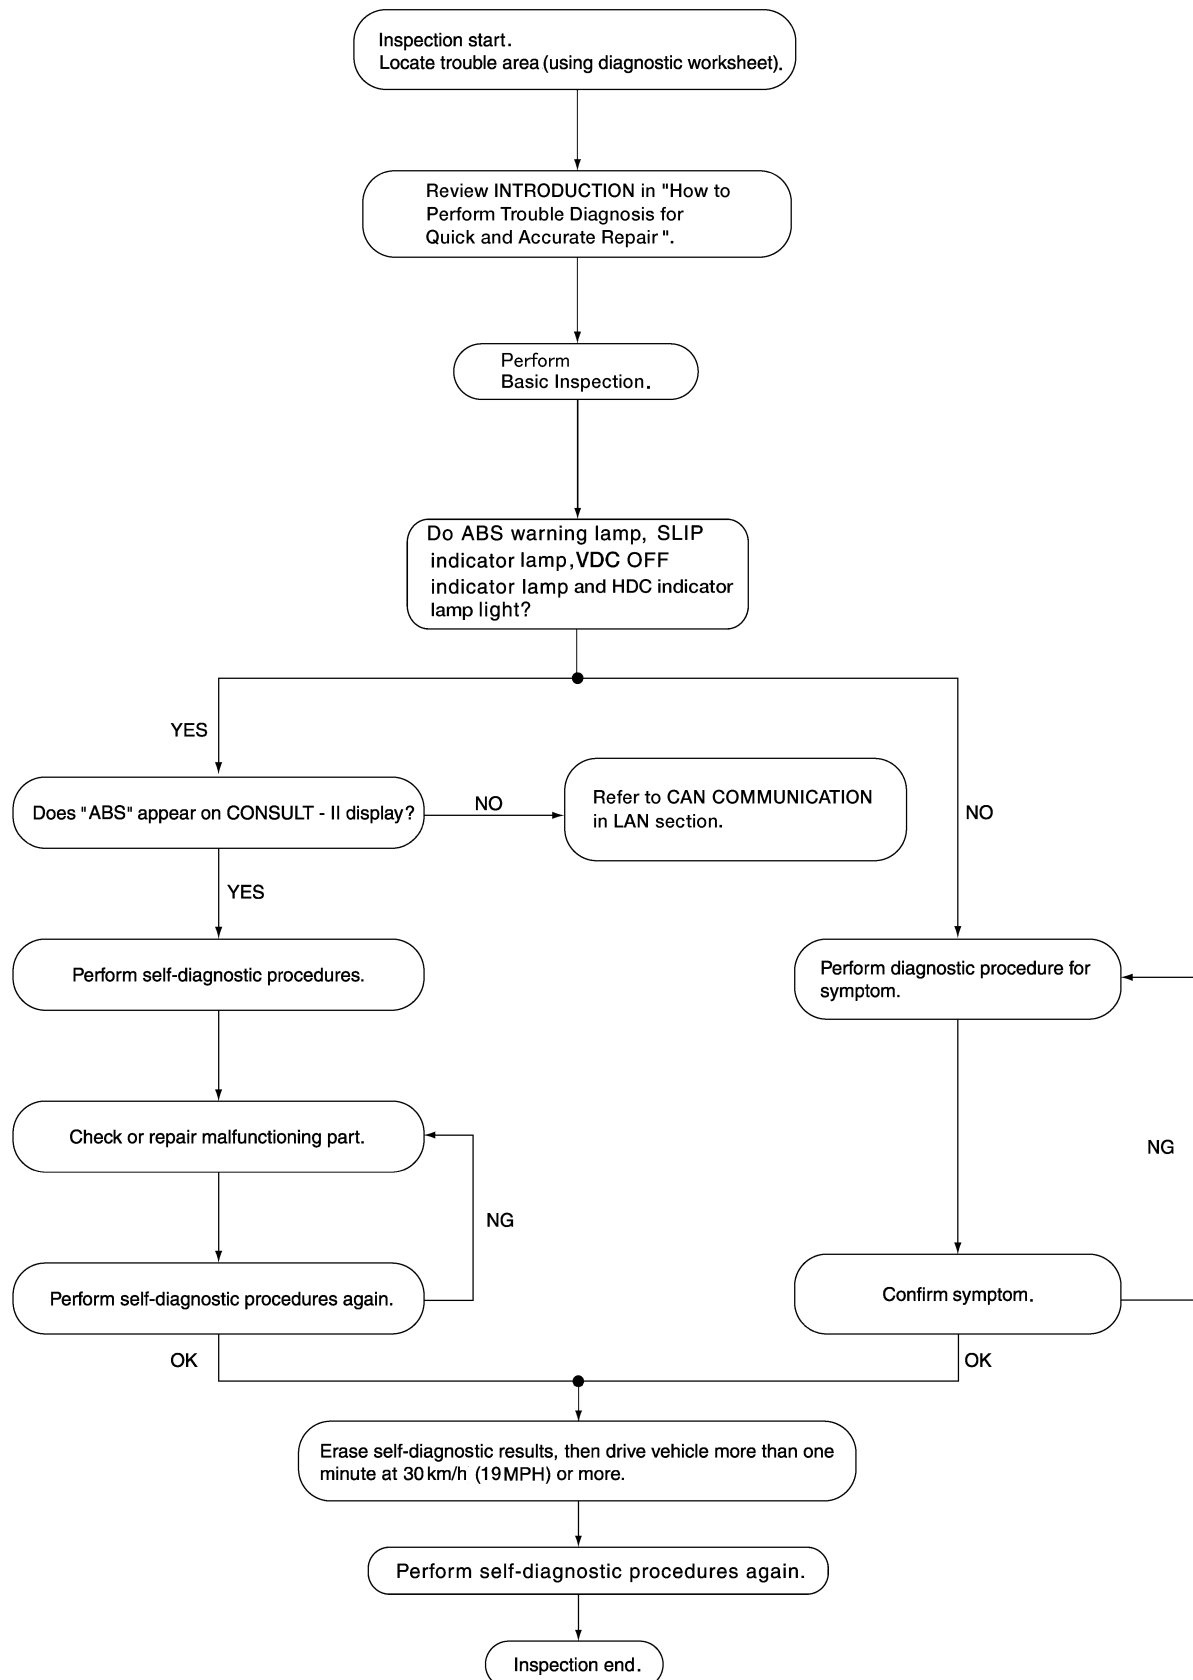 Inspection start.
Locate trouble area (using diagnostic worksheet).
Review INTRODUCTION in "How to
Perform Trouble Diagnosis for
Quick and Accurate Repair ".
Perform
Basic Inspection.
Do ABS warning lamp, SLIP
indicator lamp, VDC OFF
indicator lamp and HDC indicator
lamp light?
YES
Does "ABS" appear on CONSULT - II display?
NO
Refer to CAN COMMUNICATION
in LAN section.
NO
YES
Perform self-diagnostic procedures.
Perform diagnostic procedure for
symptom.
Check or repair malfunctioning part.
NG
NG
Perform self-diagnostic procedures again.
Confirm symptom.
OK
OK
Erase self-diagnostic results, then drive vehicle more than one
minute at 30 km/h (19 MPH) or more.
Perform self-diagnostic procedures again.
Inspection end.